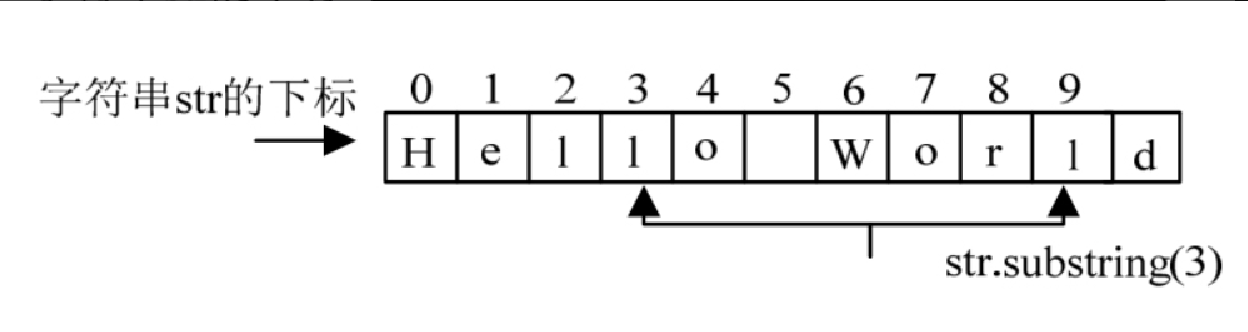 字符串str的下标 0 1 2 3 4 5 6 7 8 9
H e l l o W o r l d
str.substring(3)